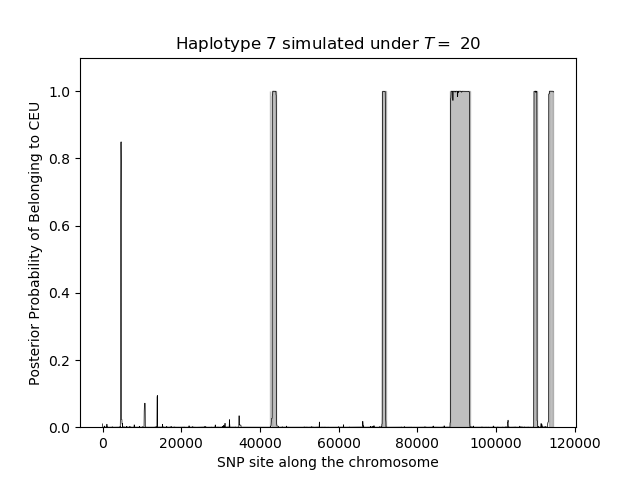 Haplotype 7 simulated under T = 20
Posterior Probability of Belonging to CEU
1.0
0.8
0.6
0.4
0.2
0.0
0 20000 40000 60000 80000 100000 120000
SNP site along the chromosome